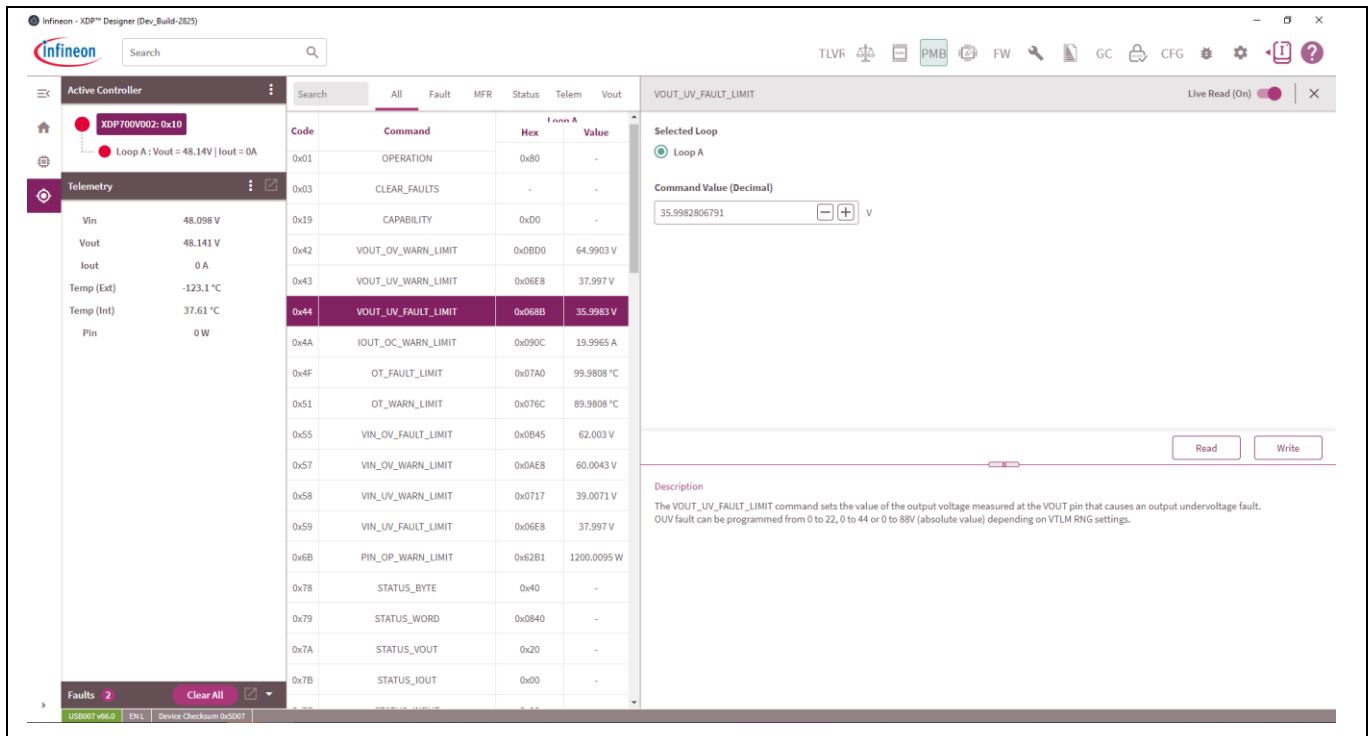 Infineon - XDP™ Designer (Dev_Build-2825)
infineon
Search
TLVR
PMB
FW
GC
CFG
Active Controller
XDP700V002: 0x10
Loop A : Vout = 48.14V | Iout = 0A
Telemetry
Vin 48.098 V
Vout 48.141 V
Iout 0 A
Temp (Ext) -123.1 °C
Temp (Int) 37.61 °C
Pin 0 W
Faults 2 Clear All
USB007 v66.0 EN L Device Checksum 0x5D07
Search All Fault MFR Status Telem Vout
Loop A
Code Command Hex Value
0x01 OPERATION 0x80 -
0x03 CLEAR_FAULTS - -
0x19 CAPABILITY 0xD0 -
0x42 VOUT_OV_WARN_LIMIT 0x0BD0 64.9903 V
0x43 VOUT_UV_WARN_LIMIT 0x06E8 37.997 V
0x44 VOUT_UV_FAULT_LIMIT 0x068B 35.9983 V
0x4A IOUT_OC_WARN_LIMIT 0x090C 19.9965 A
0x4F OT_FAULT_LIMIT 0x07A0 99.9808 °C
0x51 OT_WARN_LIMIT 0x076C 89.9808 °C
0x55 VIN_OV_FAULT_LIMIT 0x0B45 62.003 V
0x57 VIN_OV_WARN_LIMIT 0x0AE8 60.0043 V
0x58 VIN_UV_WARN_LIMIT 0x0717 39.0071 V
0x59 VIN_UV_FAULT_LIMIT 0x06E8 37.997 V
0x6B PIN_OP_WARN_LIMIT 0x62B1 1200.0095 W
0x78 STATUS_BYTE 0x40 -
0x79 STATUS_WORD 0x0840 -
0x7A STATUS_VOUT 0x20 -
0x7B STATUS_IOUT 0x00 -
VOUT_UV_FAULT_LIMIT Live Read (On)
Selected Loop
Loop A
Command Value (Decimal)
35.9982806791 V
Read Write
Description
The VOUT_UV_FAULT_LIMIT command sets the value of the output voltage measured at the VOUT pin that causes an output undervoltage fault.
OUV fault can be programmed from 0 to 22, 0 to 44 or 0 to 88V (absolute value) depending on VTLM RNG settings.